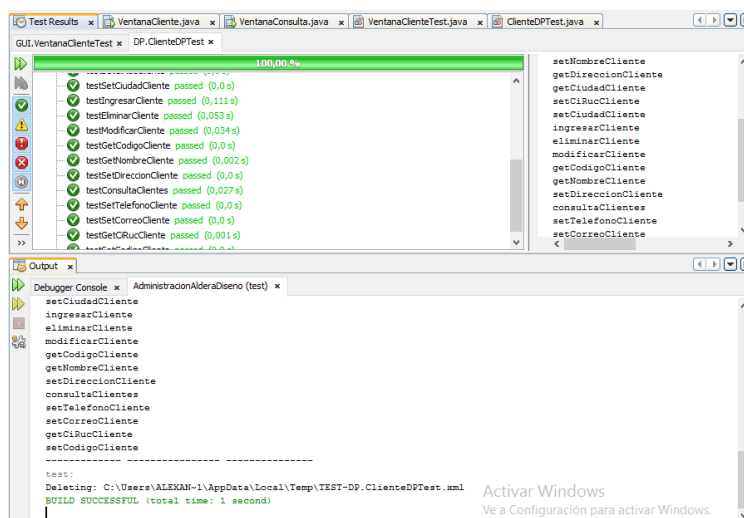 Test Results × VentanaCliente.java × VentanaConsulta.java × VentanaClienteTest.java × ClienteDPTest.java ×
GUI.VentanaClienteTest × DP.ClienteDPTest ×
100,00 %
testSetCiudadCliente passed (0,0 s)
testIngresarCliente passed (0,111 s)
testEliminarCliente passed (0,053 s)
testModificarCliente passed (0,034 s)
testGetCodigoCliente passed (0,0 s)
testGetNombreCliente passed (0,002 s)
testSetDireccionCliente passed (0,0 s)
testConsultaClientes passed (0,027 s)
testSetTelefonoCliente passed (0,0 s)
testSetCorreoCliente passed (0,0 s)
testGetCiRucCliente passed (0,001 s)
setNombreCliente
getDireccionCliente
getCiudadCliente
setCiRucCliente
setCiudadCliente
ingresarCliente
eliminarCliente
modificarCliente
getCodigoCliente
getNombreCliente
setDireccionCliente
consultaClientes
setTelefonoCliente
setCorreoCliente
Output ×
Debugger Console × AdministracionAlderaDiseno (test) ×
setCiudadCliente
ingresarCliente
eliminarCliente
modificarCliente
getCodigoCliente
getNombreCliente
setDireccionCliente
consultaClientes
setTelefonoCliente
setCorreoCliente
getCiRucCliente
setCodigoCliente
------------- ---------------- ---------------
test:
Deleting: C:\Users\ALEXAN~1\AppData\Local\Temp\TEST-DP.ClienteDPTest.xml
BUILD SUCCESSFUL (total time: 1 second)
Activar Windows
Ve a Configuración para activar Windows.